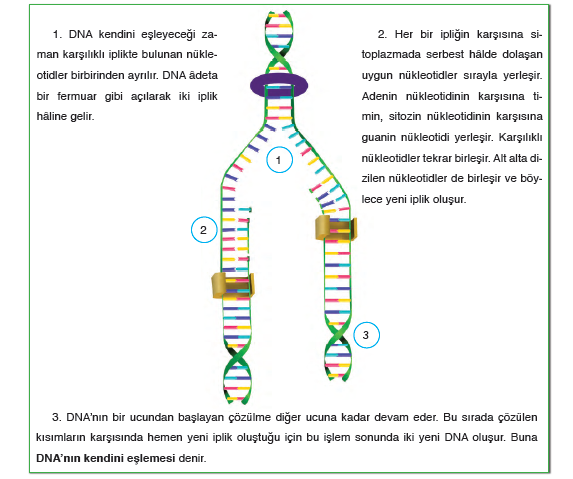 1. DNA kendini eşleyeceği za-
man karşılıklı iplikte bulunan nükle-
otidler birbirinden ayrılır. DNA âdeta
bir fermuar gibi açılarak iki iplik
hâline gelir.
2. Her bir ipliğin karşısına si-
toplazmada serbest hâlde dolaşan
uygun nükleotidler sırayla yerleşir.
Adenin nükleotidinin karşısına ti-
min, sitozin nükleotidinin karşısına
guanin nükleotidi yerleşir. Karşılıklı
nükleotidler tekrar birleşir. Alt alta di-
zilen nükleotidler de birleşir ve böy-
lece yeni iplik oluşur.
1
2
3
3. DNA'nın bir ucundan başlayan çözülme diğer ucuna kadar devam eder. Bu sırada çözülen
kısımların karşısında hemen yeni iplik oluştuğu için bu işlem sonunda iki yeni DNA oluşur. Buna
DNA'nın kendini eşlemesi denir.